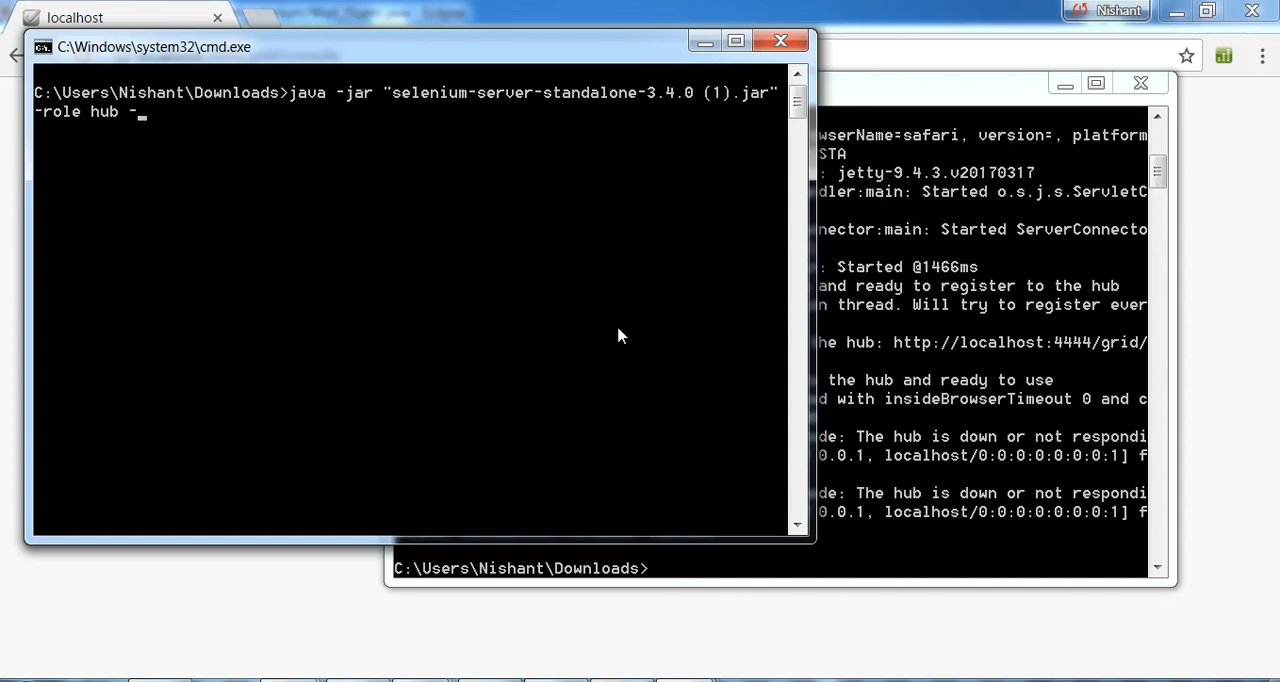 localhost
Nishant
C:\Windows\system32\cmd.exe
C:\Users\Nishant\Downloads>java -jar "selenium-server-standalone-3.4.0 (1).jar"
-role hub -_
wserName=safari, version=, platform
STA
: jetty-9.4.3.v20170317
dler:main: Started o.s.j.s.ServletC
nector:main: Started ServerConnecto
: Started @1466ms
and ready to register to the hub
n thread. Will try to register ever
he hub: http://localhost:4444/grid/
the hub and ready to use
d with insideBrowserTimeout 0 and c
de: The hub is down or not respondi
0.0.1, localhost/0:0:0:0:0:0:0:1] f
de: The hub is down or not respondi
0.0.1, localhost/0:0:0:0:0:0:0:1] f
C:\Users\Nishant\Downloads>